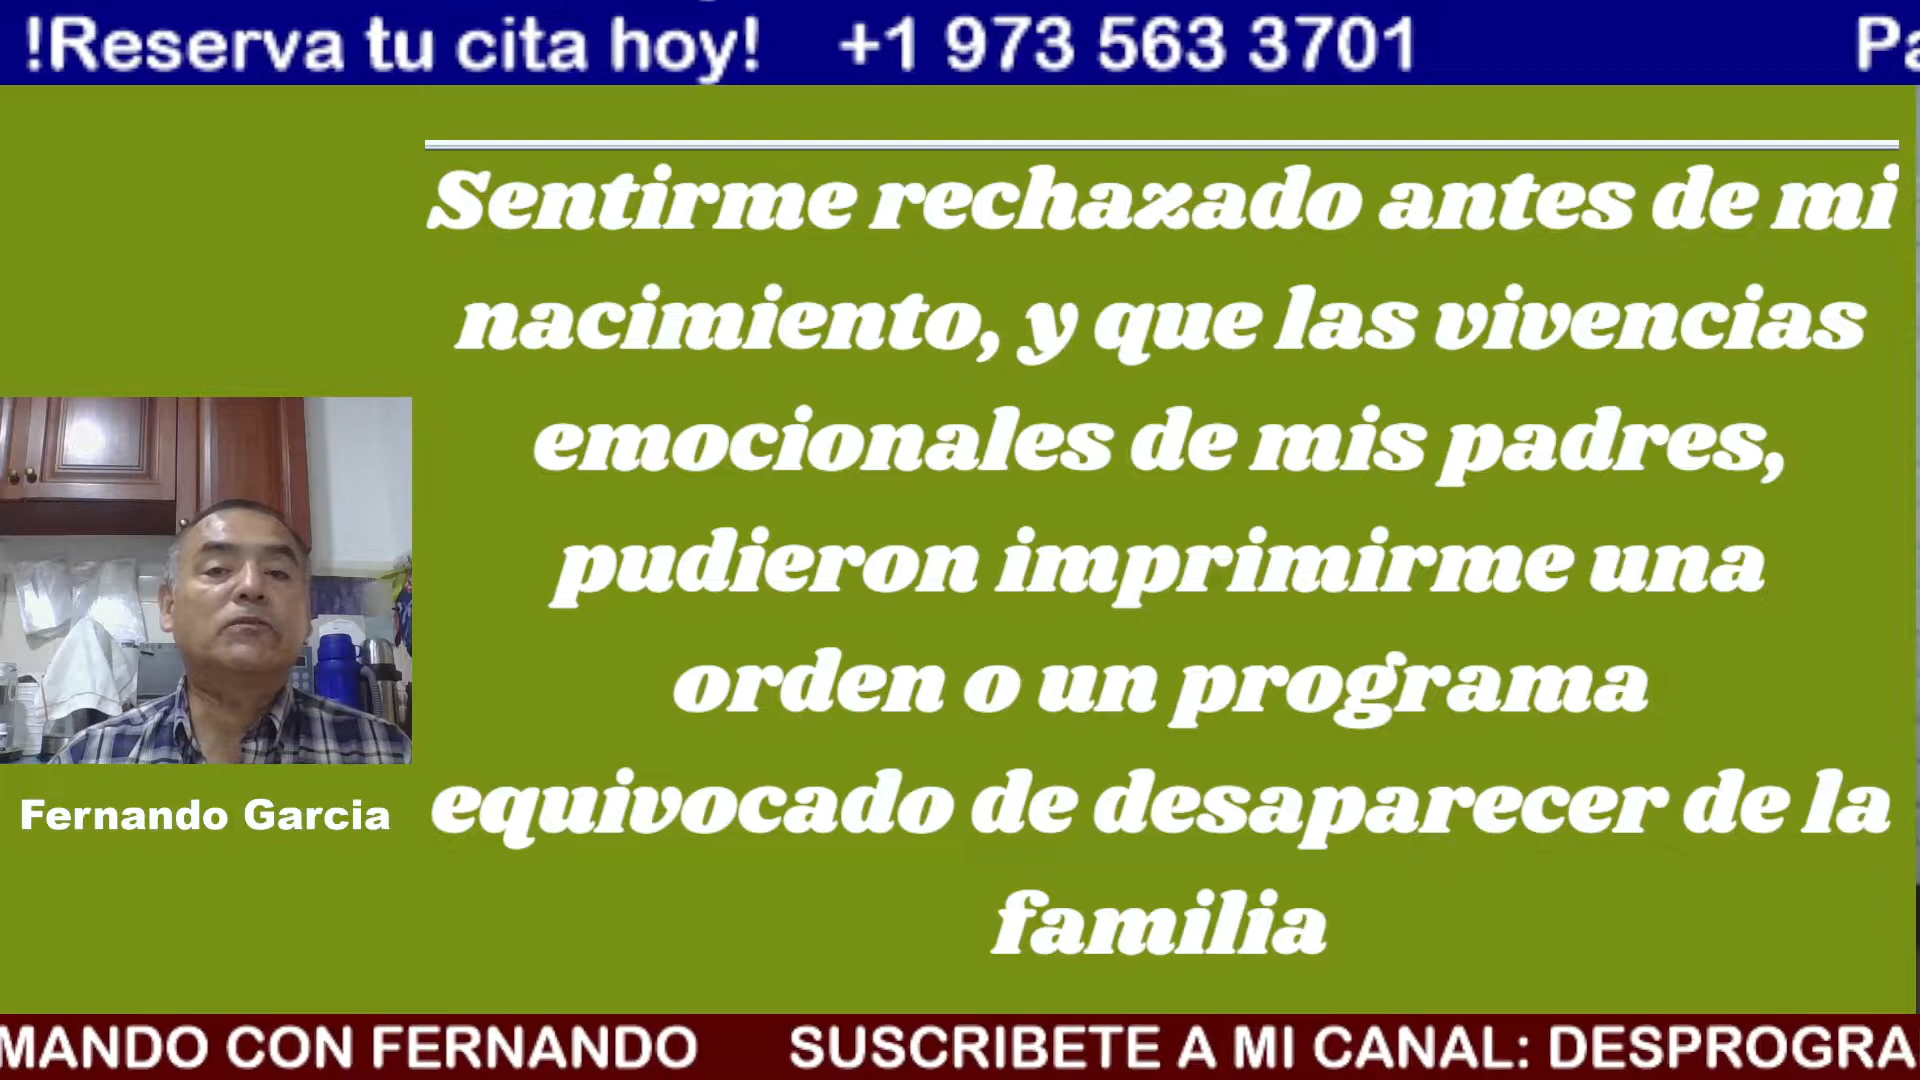 !Reserva tu cita hoy! +1 973 563 3701
Sentirme rechazado antes de mi
nacimiento, y que las vivencias
emocionales de mis padres,
pudieron imprimirme una
orden o un programa
equivocado de desaparecer de la
familia
Fernando Garcia
MANDO CON FERNANDO SUSCRIBETE A MI CANAL: DESPROGRA